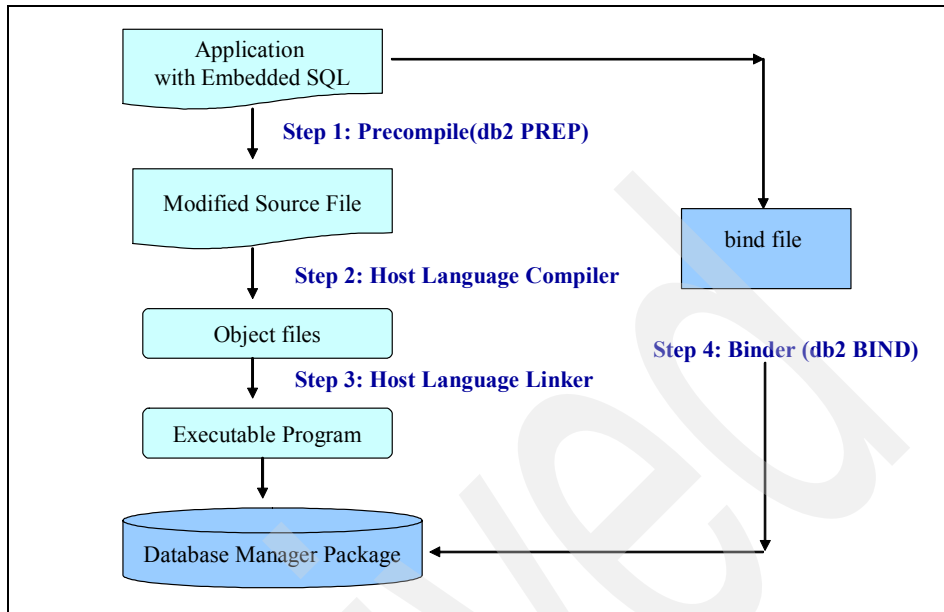 Application
with Embedded SQL
Step 1: Precompile(db2 PREP)
Modified Source File
bind file
Step 2: Host Language Compiler
Object files
Step 4: Binder (db2 BIND)
Step 3: Host Language Linker
Executable Program
Database Manager Package